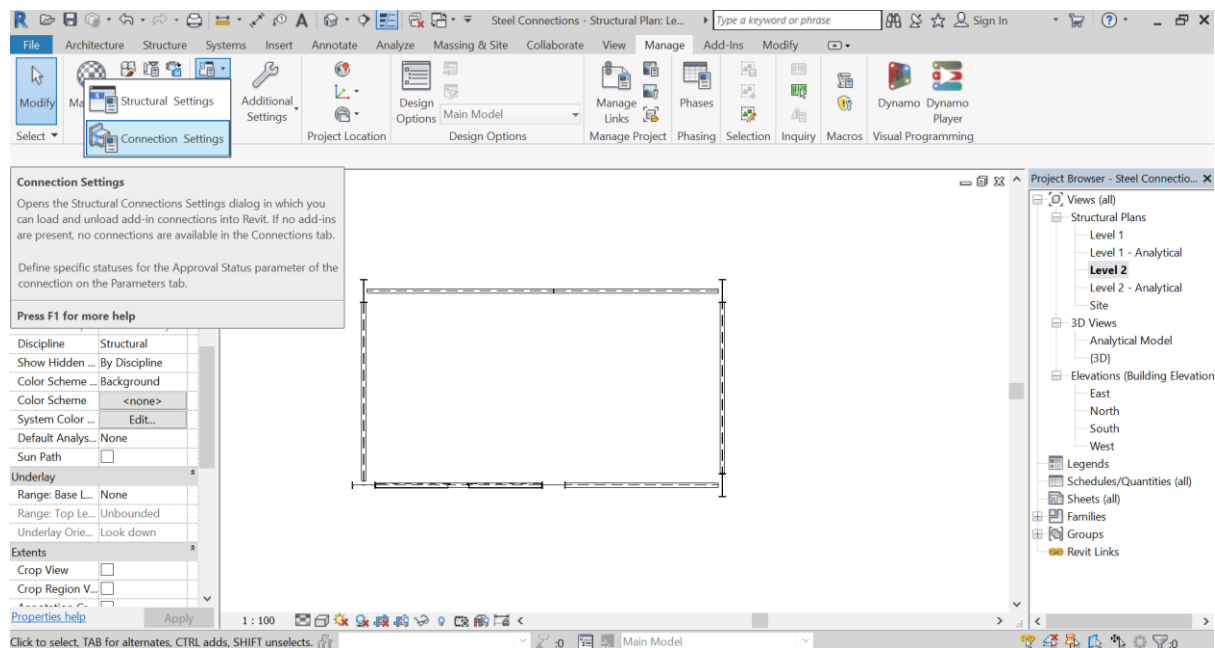 Steel Connections - Structural Plan: Le...
Type a keyword or phrase
Sign In
File Architecture Structure Systems Insert Annotate Analyze Massing & Site Collaborate View Manage Add-Ins Modify
Modify
Select
Structural Settings
Connection Settings
Additional
Settings
Project Location
Design
Options
Main Model
Design Options
Manage
Links
Manage Project
Phases
Phasing
Selection
Inquiry
Macros
Dynamo
Dynamo
Player
Visual Programming
Connection Settings
Opens the Structural Connections Settings dialog in which you
can load and unload add-in connections into Revit. If no add-ins
are present, no connections are available in the Connections tab.
Define specific statuses for the Approval Status parameter of the
connection on the Parameters tab.
Press F1 for more help
Discipline Structural
Show Hidden ... By Discipline
Color Scheme ... Background
Color Scheme <none>
System Color ... Edit...
Default Analys... None
Sun Path
Underlay
Range: Base L... None
Range: Top Le... Unbounded
Underlay Orie... Look down
Extents
Crop View
Crop Region V...
Properties help Apply
1 : 100
Click to select, TAB for alternates, CTRL adds, SHIFT unselects.
:0
Main Model
:0
Project Browser - Steel Connectio...
Views (all)
Structural Plans
Level 1
Level 1 - Analytical
Level 2
Level 2 - Analytical
Site
3D Views
Analytical Model
{3D}
Elevations (Building Elevation
East
North
South
West
Legends
Schedules/Quantities (all)
Sheets (all)
Families
Groups
Revit Links